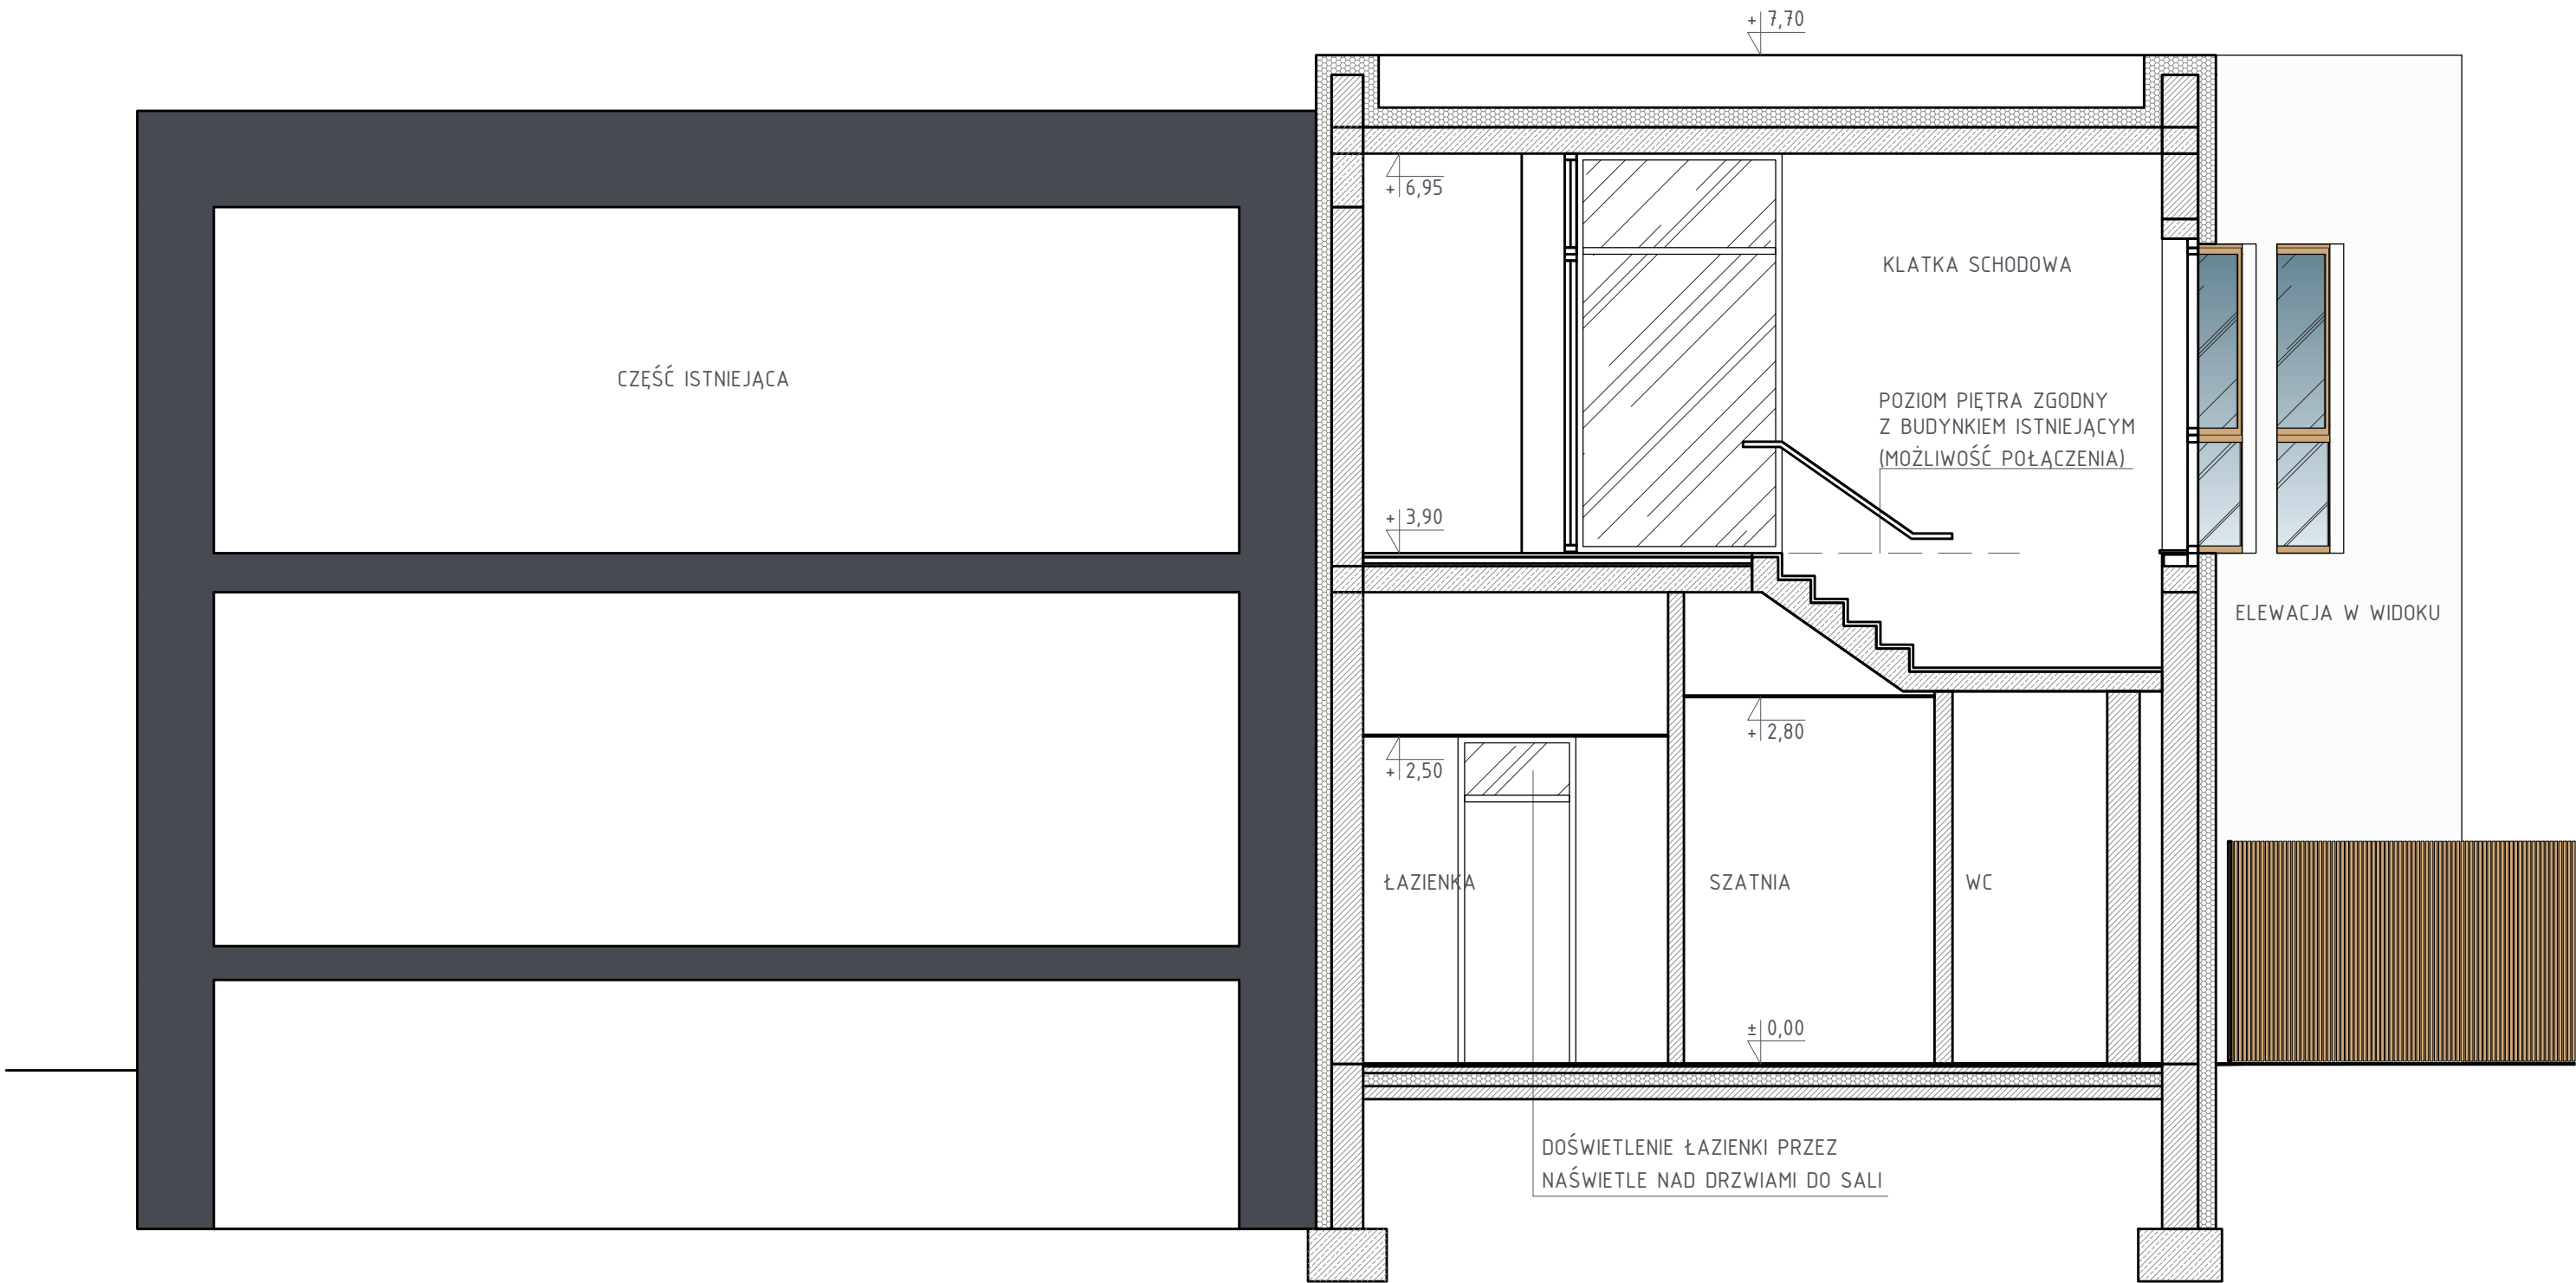 + 7,70
+ 6,95
KLATKA SCHODOWA
CZĘŚĆ ISTNIEJĄCA
POZIOM PIĘTRA ZGODNY
Z BUDYNKIEM ISTNIEJĄCYM
(MOŻLIWOŚĆ POŁĄCZENIA)
+ 3,90
ELEWACJA W WIDOKU
+ 2,80
+ 2,50
ŁAZIENKA
SZATNIA
WC
± 0,00
DOŚWIETLENIE ŁAZIENKI PRZEZ
NAŚWIETLE NAD DRZWIAMI DO SALI